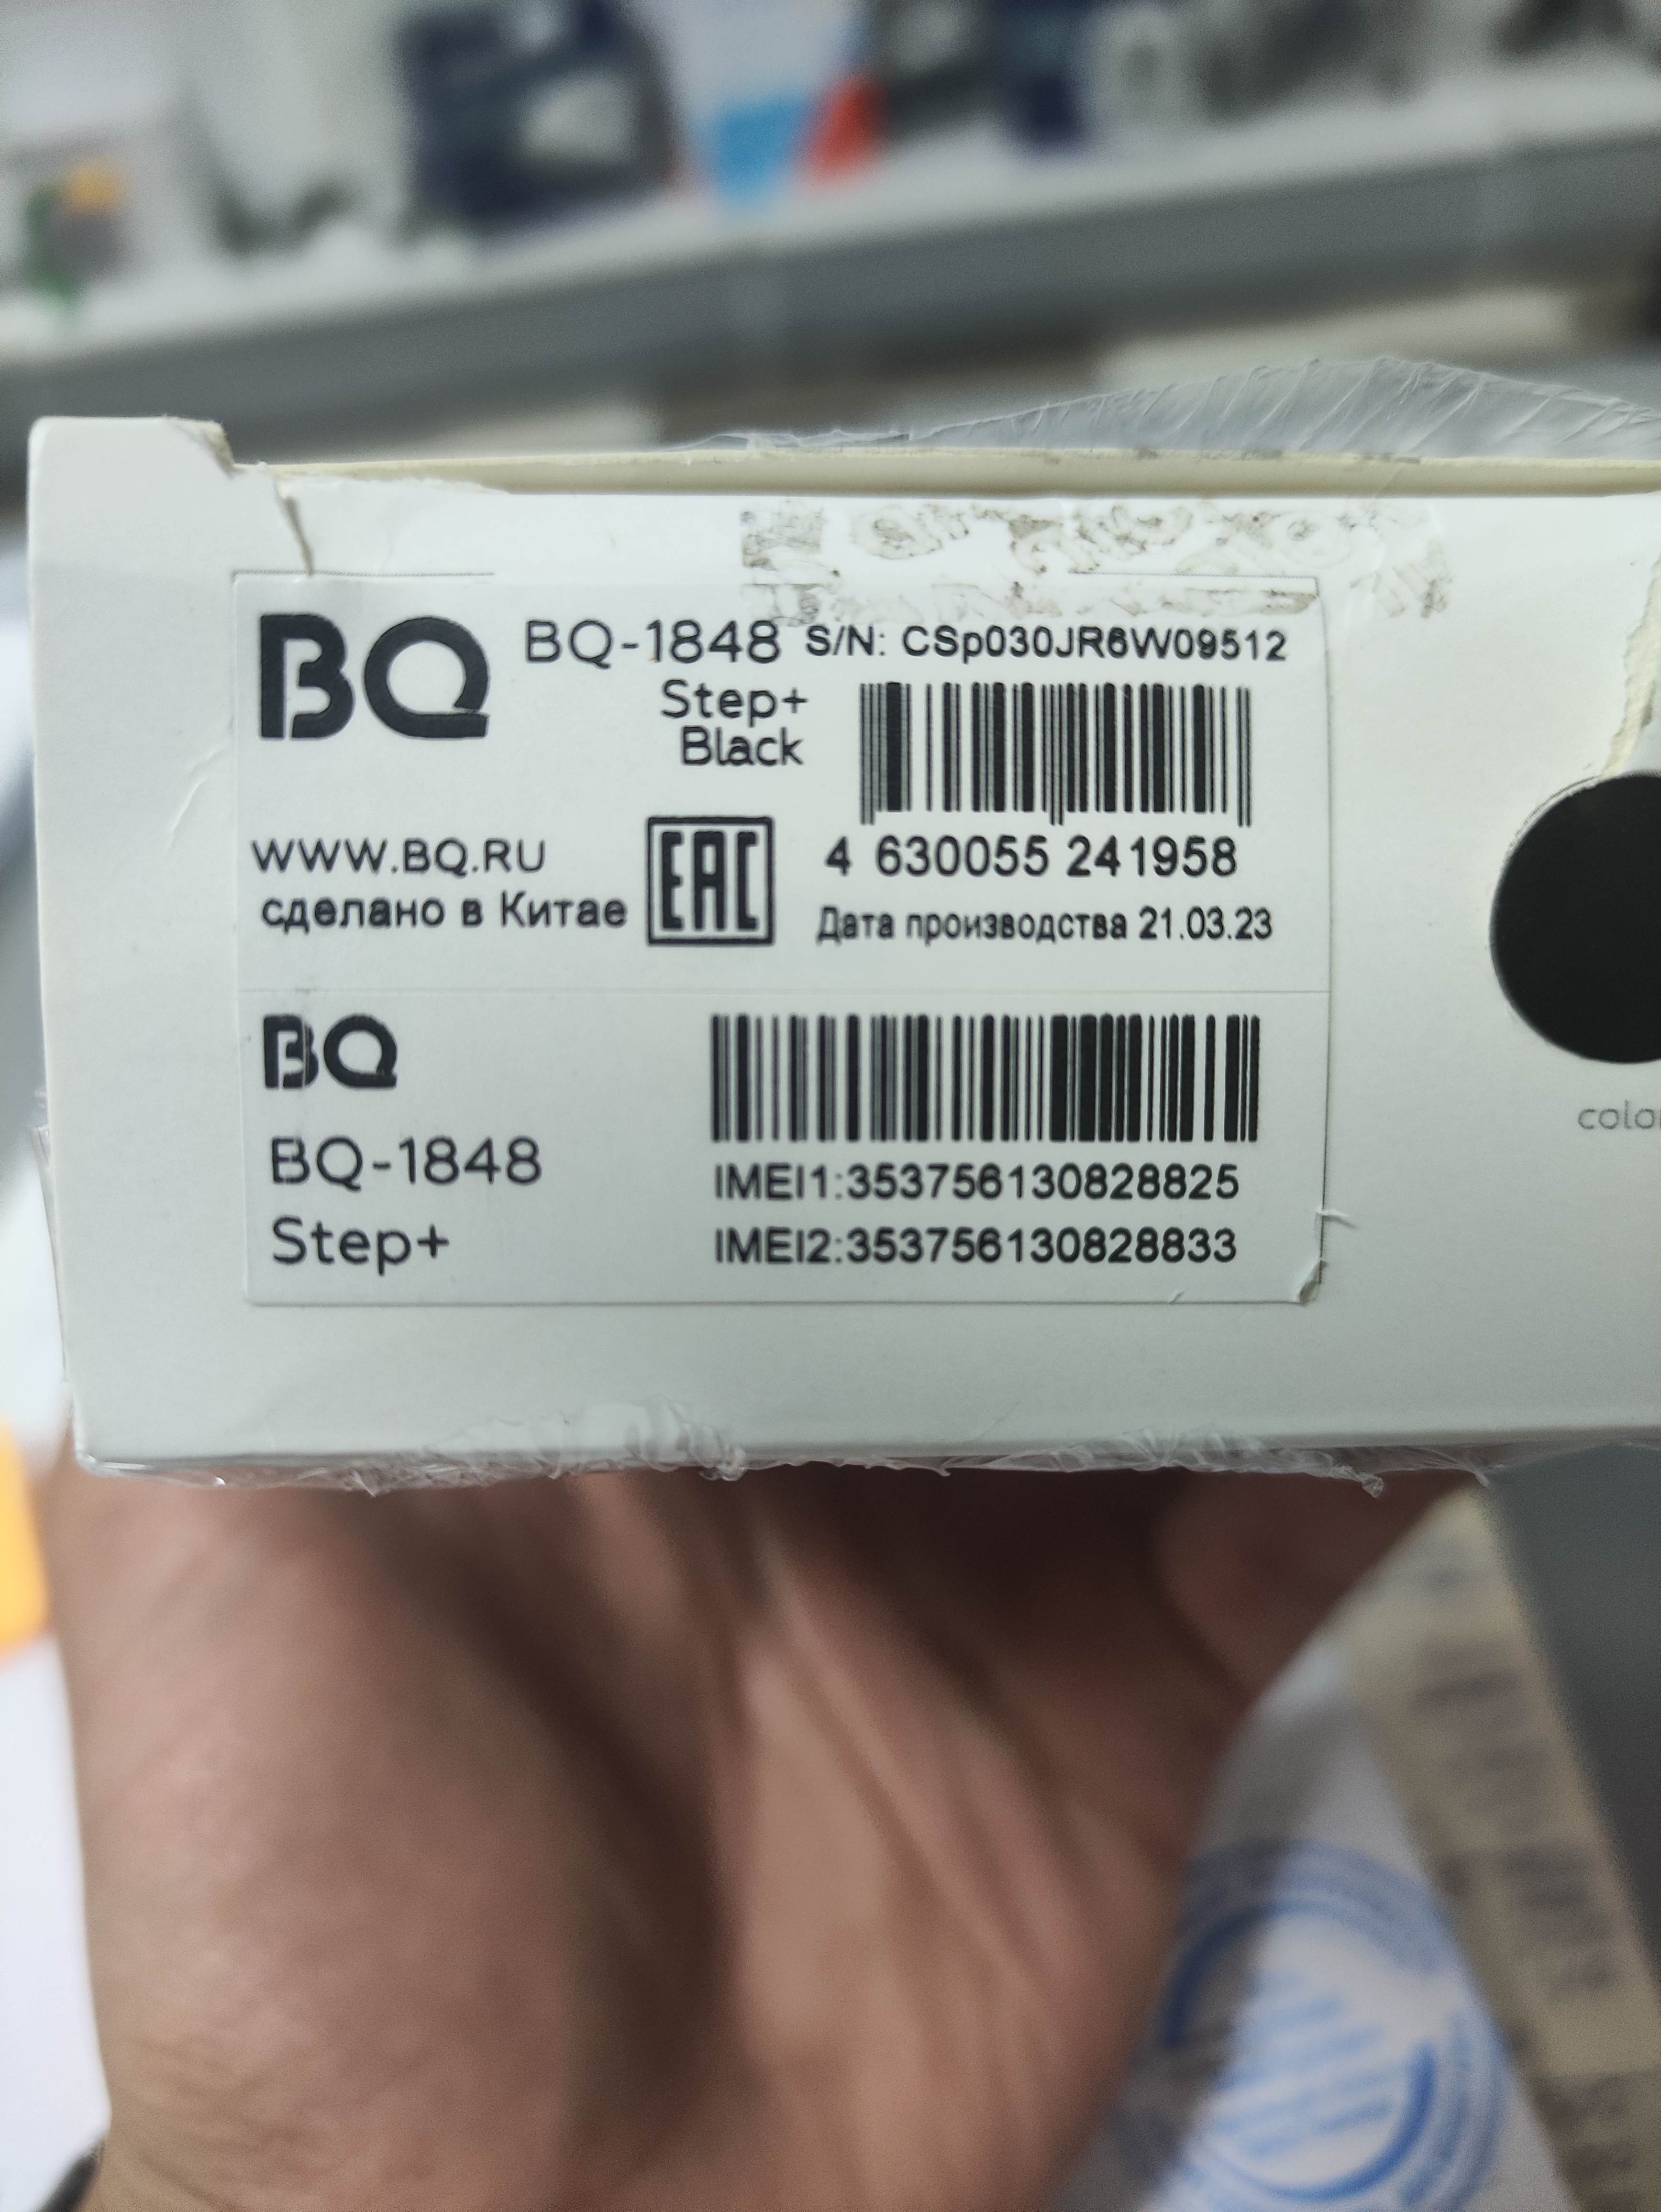 BQ BQ-1848 S/N: CSp030JR6W09512
Step+
Black
4 630055 241958
WWW.BQ.RU
сделано в Китае
EAC
Дата производства 21.03.23
BQ
BQ-1848
Step+
IMEI1:353756130828825
IMEI2:353756130828833